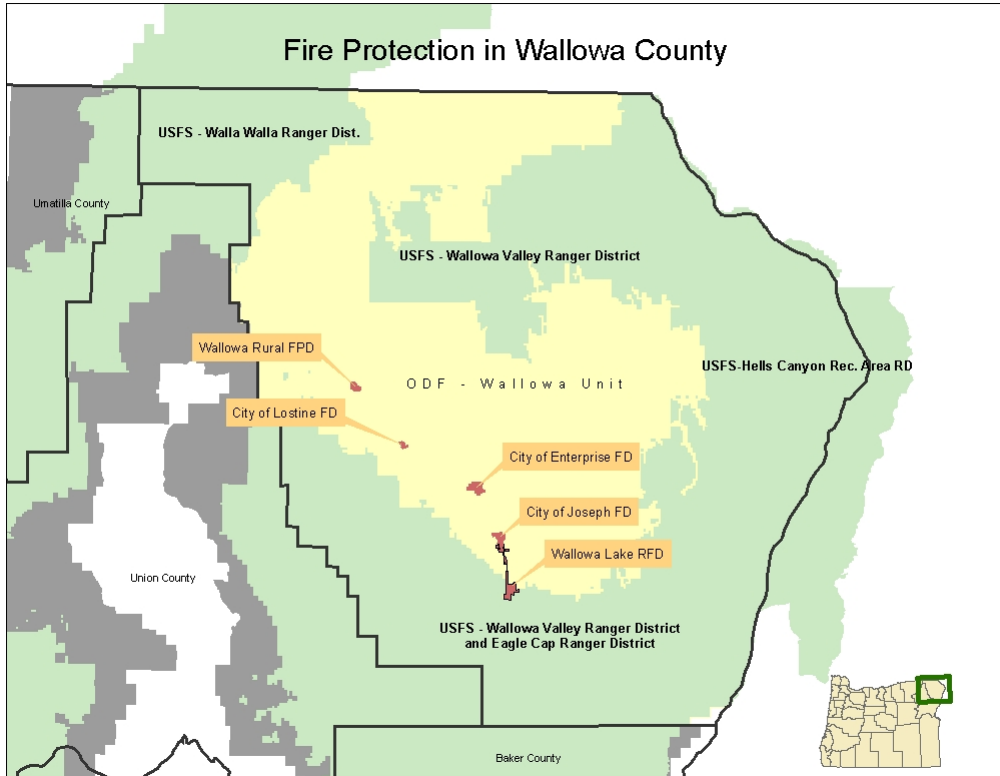 Fire Protection in Wallowa County
USFS - Walla Walla Ranger Dist.
Umatilla County
USFS - Wallowa Valley Ranger District
Wallowa Rural FPD
USFS-Hells Canyon Rec. Area RD
ODF - Wallowa Unit
City of Lostine FD
City of Enterprise FD
City of Joseph FD
Wallowa Lake RFD
Union County
USFS - Wallowa Valley Ranger District
and Eagle Cap Ranger District
Baker County